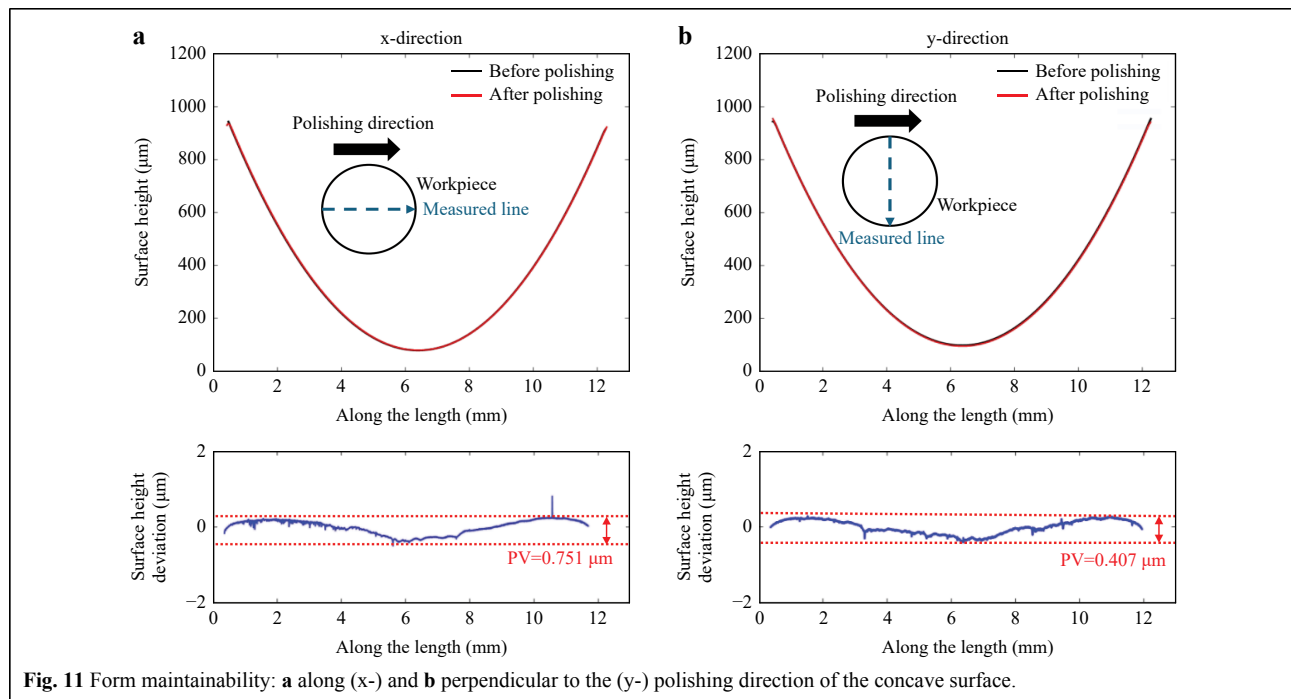 a
x-direction
1200
1000
800
600
400
200
0
Surface height (μm)
Before polishing
After polishing
Polishing direction
Workpiece
Measured line
0 2 4 6 8 10 12
Along the length (mm)
b
y-direction
1200
1000
800
600
400
200
0
Surface height (μm)
Before polishing
After polishing
Polishing direction
Workpiece
Measured line
0 2 4 6 8 10 12
Along the length (mm)
2
0
−2
Surface height
deviation (μm)
PV=0.751 μm
0 2 4 6 8 10 12
Along the length (mm)
2
0
−2
Surface height
deviation (μm)
PV=0.407 μm
0 2 4 6 8 10 12
Along the length (mm)
Fig. 11 Form maintainability: a along (x-) and b perpendicular to the (y-) polishing direction of the concave surface.